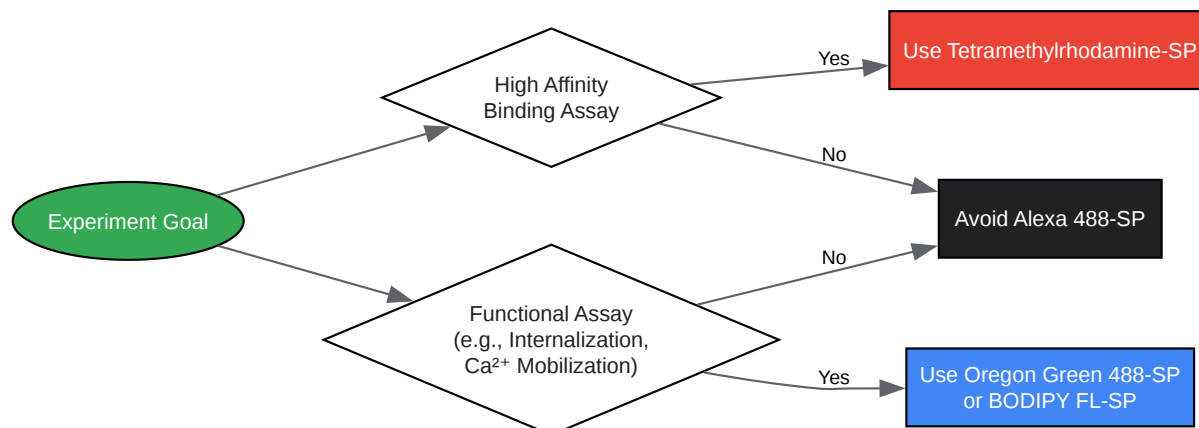 High Affinity
Binding Assay
Yes
Use Tetramethylrhodamine-SP
No
Experiment Goal
Avoid Alexa 488-SP
No
Functional Assay
(e.g., Internalization,
Ca²⁺ Mobilization)
Yes
Use Oregon Green 488-SP
or BODIPY FL-SP